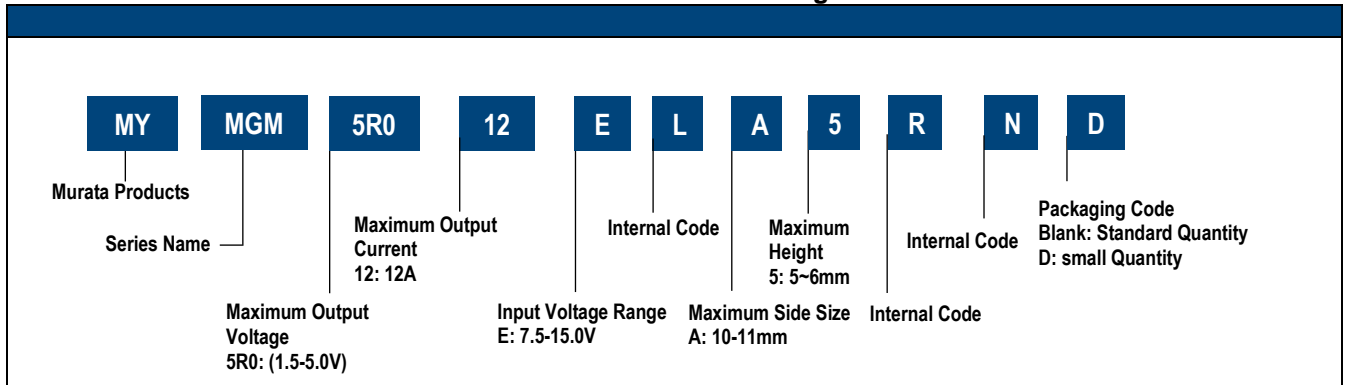 MY MGM 5R0 12 E L A 5 R N D
Murata Products
Series Name
Maximum Output
Voltage
5R0: (1.5-5.0V)
Maximum Output
Current
12: 12A
Input Voltage Range
E: 7.5-15.0V
Internal Code
Maximum Side Size
A: 10-11mm
Maximum
Height
5: 5~6mm
Internal Code
Internal Code
Packaging Code
Blank: Standard Quantity
D: small Quantity